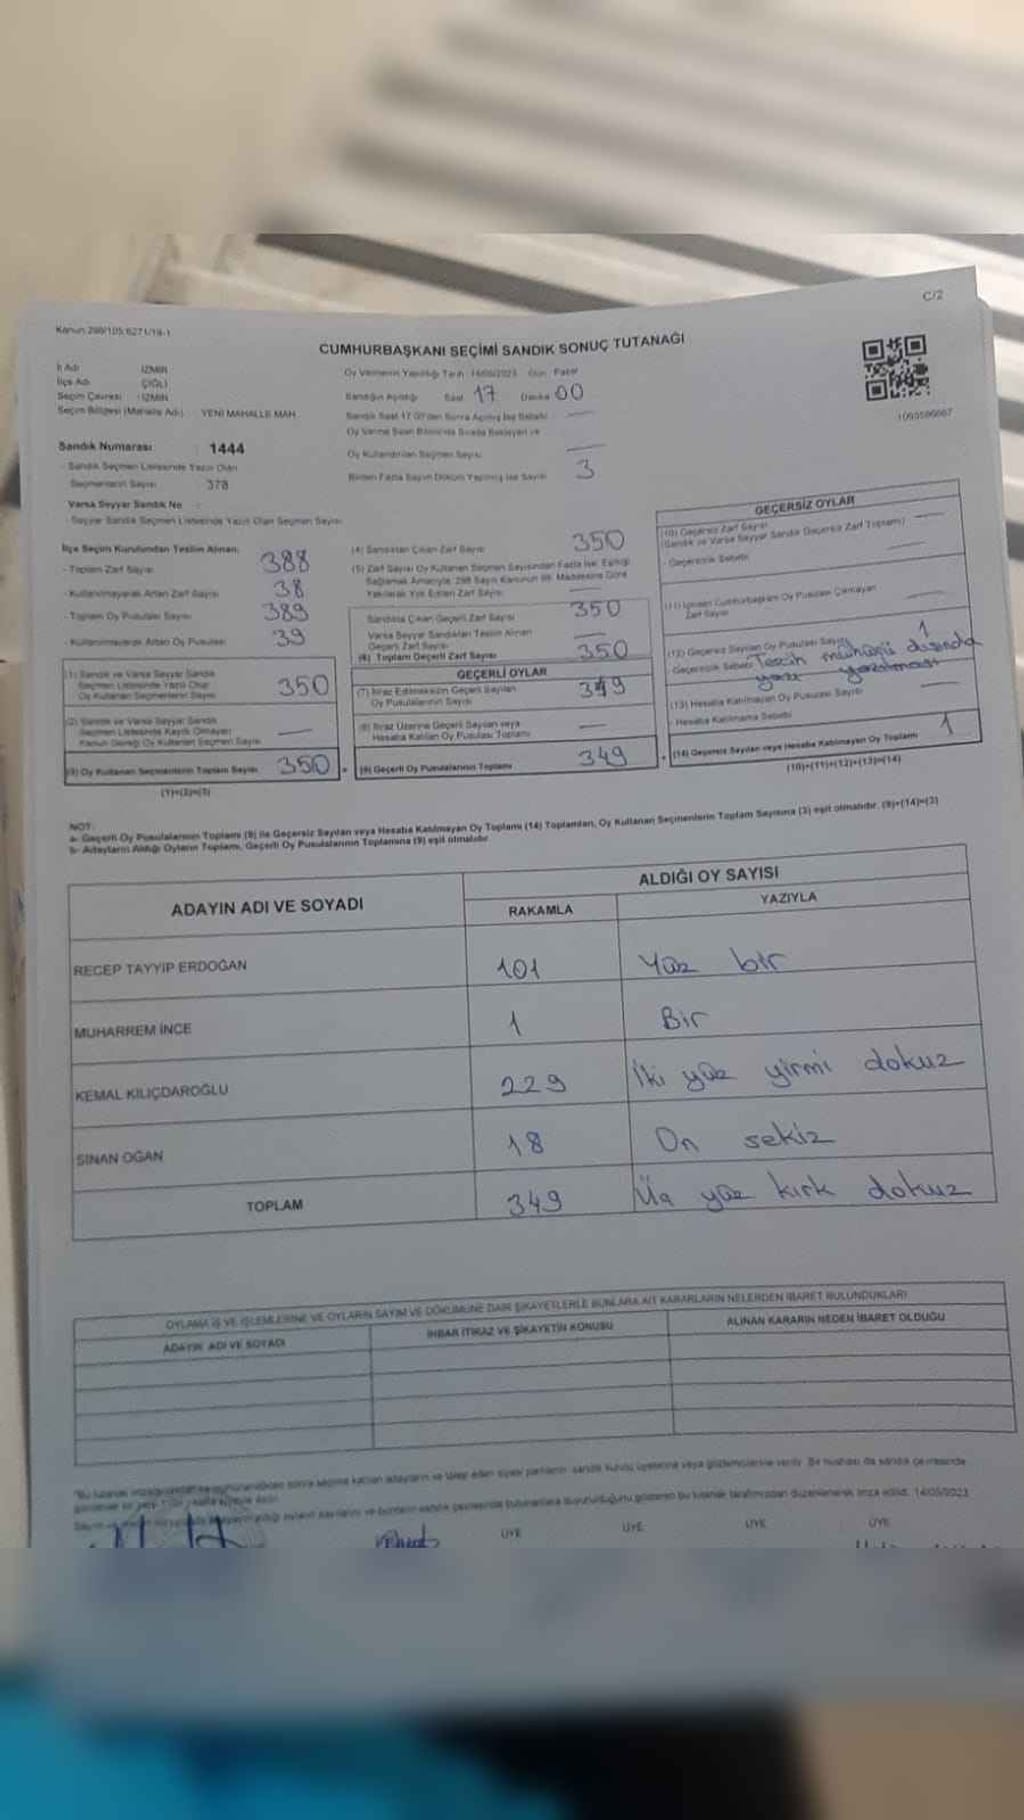 C/2
Kanun 298/105;6271/19-1
CUMHURBAŞKANI SEÇİMİ SANDIK SONUÇ TUTANAĞI
İl Adı İZMİR
İlçe Adı ÇİĞLİ
Seçim Çevresi : İZMİR
Seçim Bölgesi (Mahalle Adı) YENİ MAHALLE MAH.
Oy Vermenin Yapıldığı Tarih : 14/05/2023 Gün : Pazar
Sandığın Açıldığı Saat 17 Dakika 00
Sandık Saat 17.00'den Sonra Açılmış İse Sebebi
Oy Verme Saati Bitiminde Sırada Bekleyen ve
Oy Kullandırılan Seçmen Sayısı
Birden Fazla Sayım Döküm Yapılmış İse Sayısı 3
Sandık Numarası : 1444
- Sandık Seçmen Listesinde Yazılı Olan
Seçmenlerin Sayısı 378
Varsa Seyyar Sandık No :
- Seyyar Sandık Seçmen Listesinde Yazılı Olan Seçmen Sayısı
İlçe Seçim Kurulundan Teslim Alınan;
- Toplam Zarf Sayısı 388
- Kullanılmayarak Artan Zarf Sayısı 38
- Toplam Oy Pusulası Sayısı 389
- Kullanılmayarak Artan Oy Pusulası 39
(1) Sandık ve Varsa Seyyar Sandık
Seçmen Listesinde Yazılı Olup
Oy Kullanan Seçmenlerin Sayısı 350
(2) Sandık ve Varsa Seyyar Sandık
Seçmen Listesinde Kayıtlı Olmayan
Kanun Gereği Oy Kullanan Seçmen Sayısı
(3) Oy Kullanan Seçmenlerin Toplam Sayısı 350
(1)+(2)=(3)
(4) Sandıktan Çıkan Zarf Sayısı 350
(5) Zarf Sayısı Oy Kullanan Seçmen Sayısından Fazla İse; Eşitliği
Sağlamak Amacıyla, 298 Sayılı Kanunun 98. Maddesine Göre
Yakılarak Yok Edilen Zarf Sayısı
Sandıkta Çıkan Geçerli Zarf Sayısı 350
Varsa Seyyar Sandıktan Teslim Alınan
Geçerli Zarf Sayısı
(6) Toplam Geçerli Zarf Sayısı 350
GEÇERLİ OYLAR
(7) İtiraz Edilmeksizin Geçerli Sayılan
Oy Pusulalarının Sayısı 349
(8) İtiraz Üzerine Geçerli Sayılan veya
Hesaba Katılan Oy Pusulası Toplamı
(9) Geçerli Oy Pusulalarının Toplamı 349
GEÇERSİZ OYLAR
(10) Geçersiz Zarf Sayısı
(Sandık ve Varsa Seyyar Sandık Geçersiz Zarf Toplamı)
- Geçersizlik Sebebi
(11) İçinden Cumhurbaşkanı Oy Pusulası Çıkmayan
Zarf Sayısı
(12) Geçersiz Sayılan Oy Pusulası Sayısı 1
- Geçersizlik Sebebi Tercih mühürü dışında
yazı yazılması
(13) Hesaba Katılmayan Oy Pusulası Sayısı
- Hesaba Katılmama Sebebi
(14) Geçersiz Sayılan veya Hesaba Katılmayan Oy Toplamı 1
(10)+(11)+(12)+(13)=(14)
NOT:
a- Geçerli Oy Pusulalarının Toplamı (9) ile Geçersiz Sayılan veya Hesaba Katılmayan Oy Toplamı (14) Toplamları, Oy Kullanan Seçmenlerin Toplam Sayısına (3) eşit olmalıdır. (9)+(14)=(3)
b- Adayların Aldığı Oyların Toplamı, Geçerli Oy Pusulalarının Toplamına (9) eşit olmalıdır.
ADAYIN ADI VE SOYADI ALDIĞI OY SAYISI
RAKAMLA YAZIYLA
RECEP TAYYİP ERDOĞAN 101 Yüz bir
MUHARREM İNCE 1 Bir
KEMAL KILIÇDAROĞLU 229 İki yüz yirmi dokuz
SİNAN OĞAN 18 On sekiz
TOPLAM 349 Üç yüz kırk dokuz
OYLAMA İŞ VE İŞLEMLERİNE VE OYLARIN SAYIM VE DÖKÜMÜNE DAİR ŞİKAYETLERLE BUNLARA AİT KARARLARIN NELERDEN İBARET BULUNDUKLARI
ADAYIN ADI VE SOYADI İHBAR İTİRAZ VE ŞİKAYETİN KONUSU ALINAN KARARIN NEDEN İBARET OLDUĞU
14/05/2023
ÜYE ÜYE ÜYE ÜYE